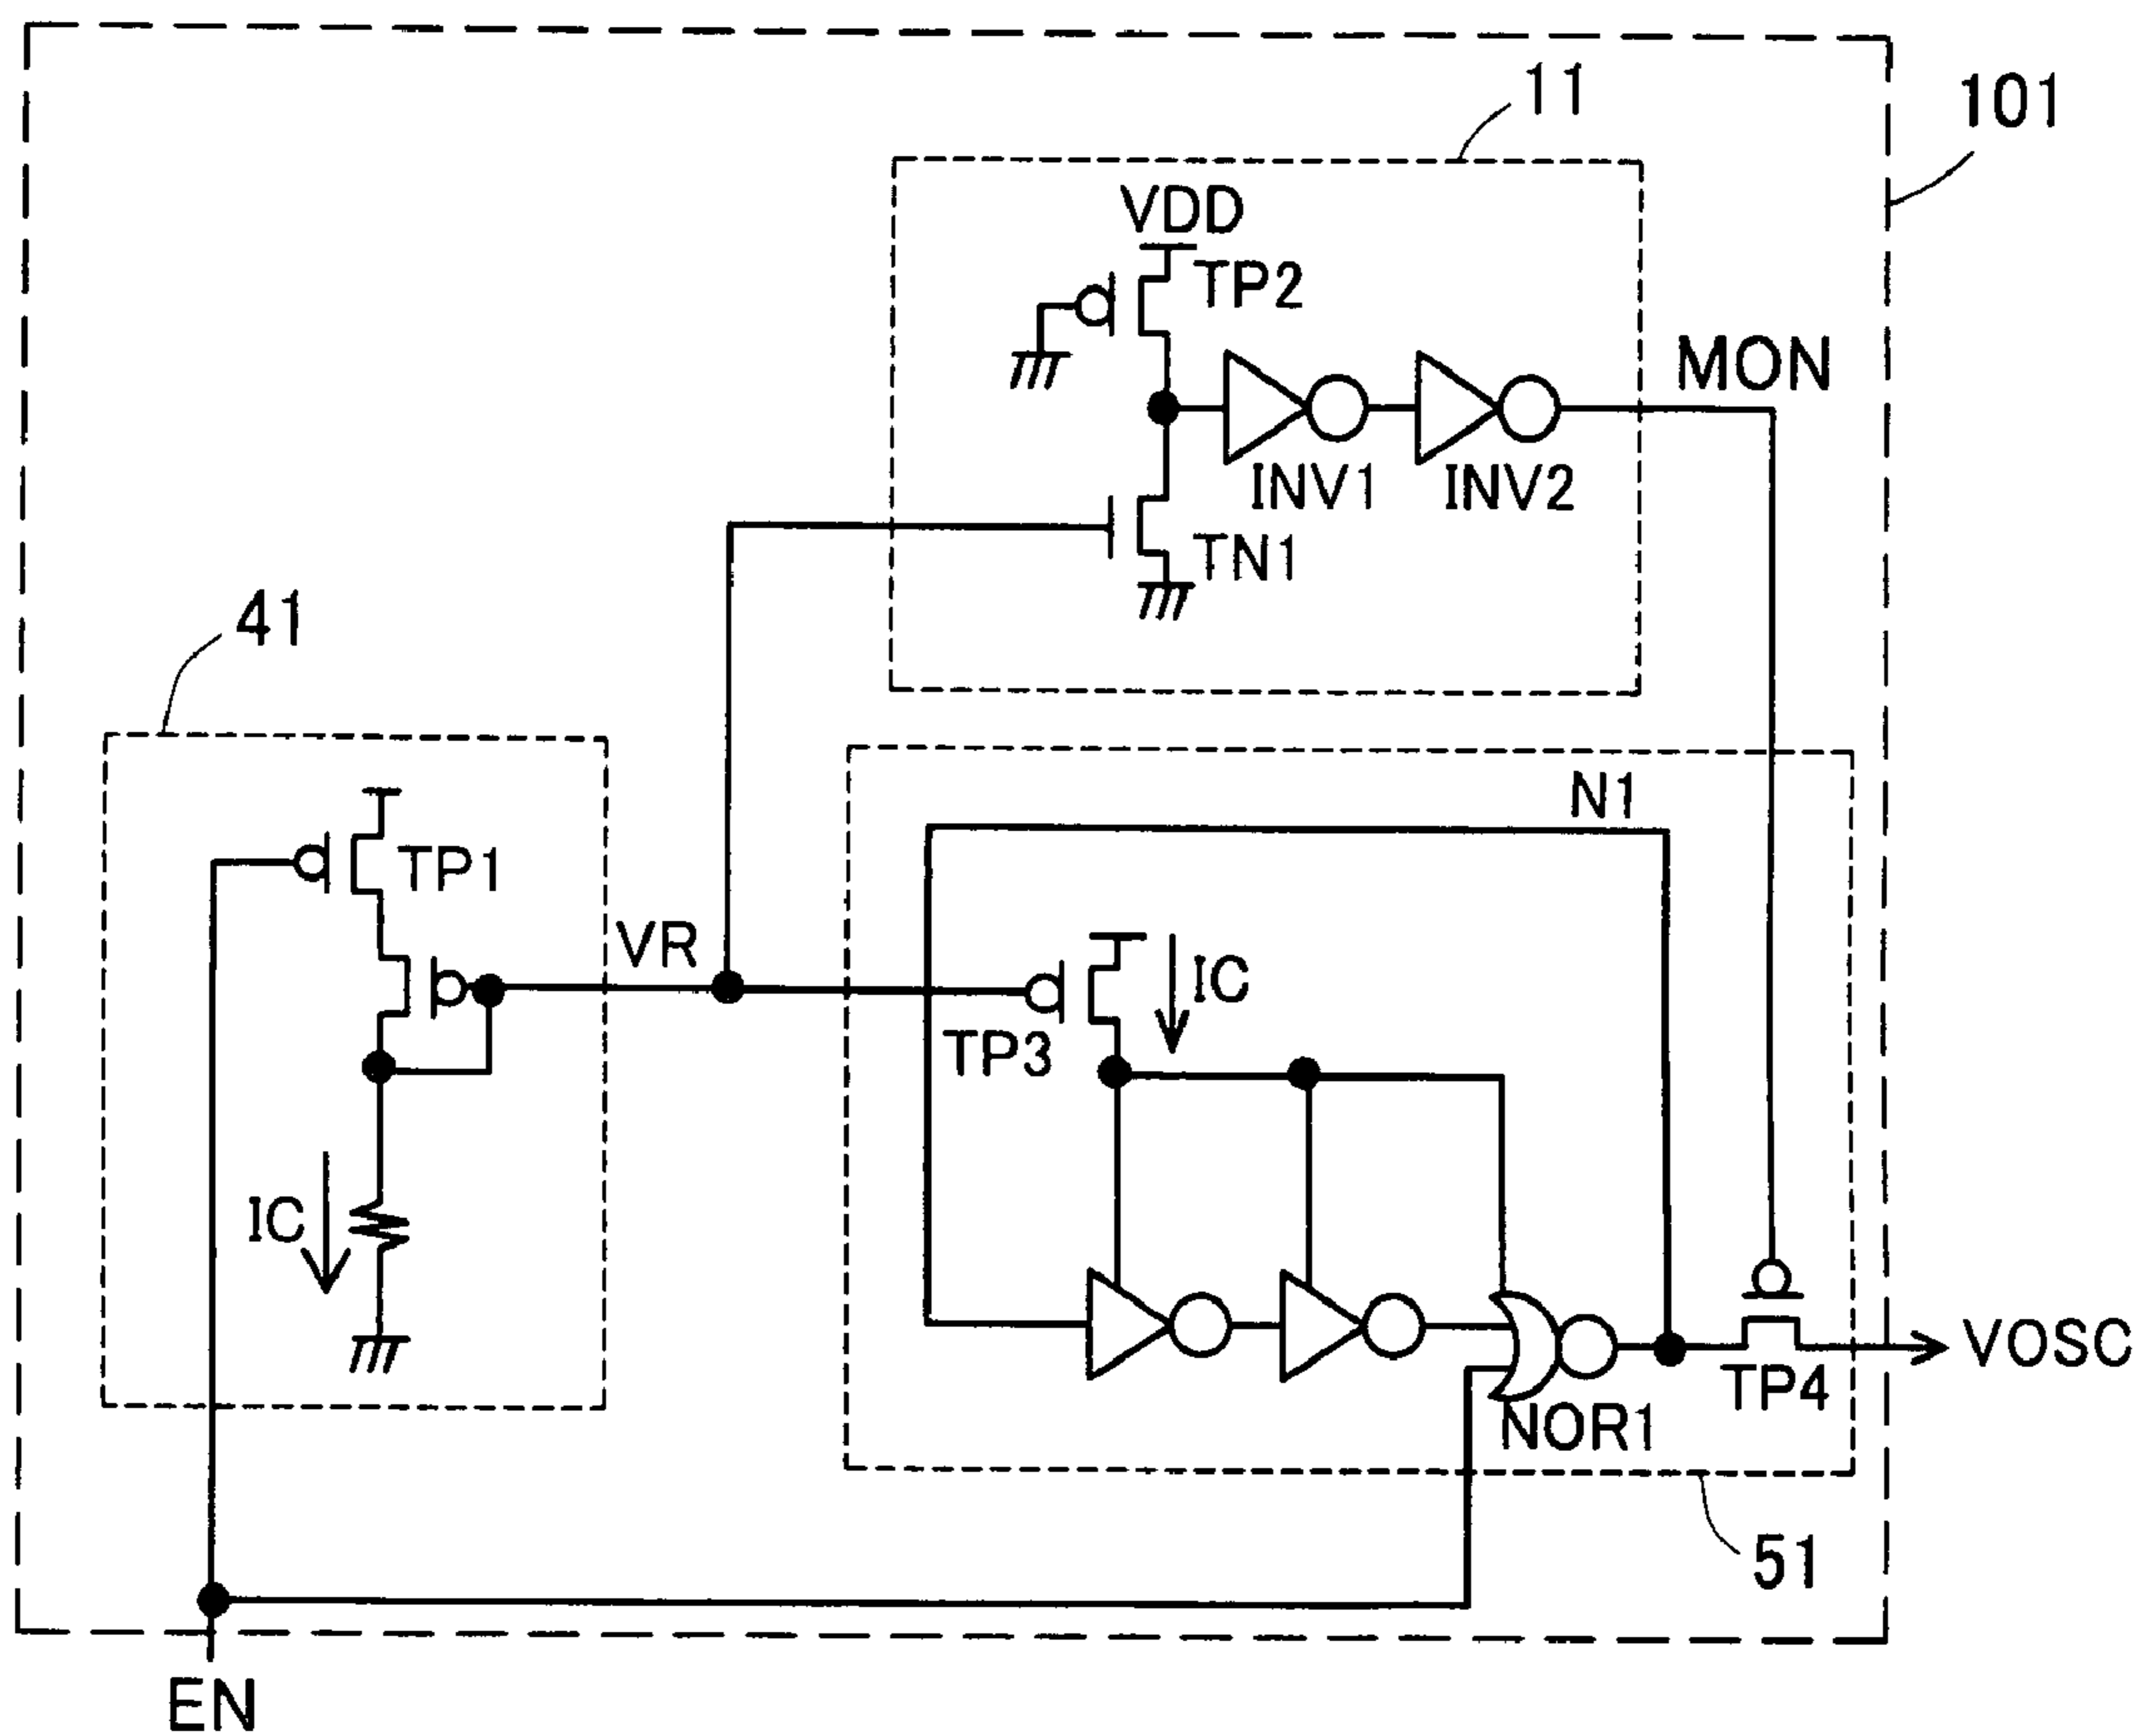 11
101
VDD
TP2
MON
INV1
INV2
TN1
41
N1
TP1
VR
IC
TP3
IC
VOSC
TP4
NOR1
51
EN